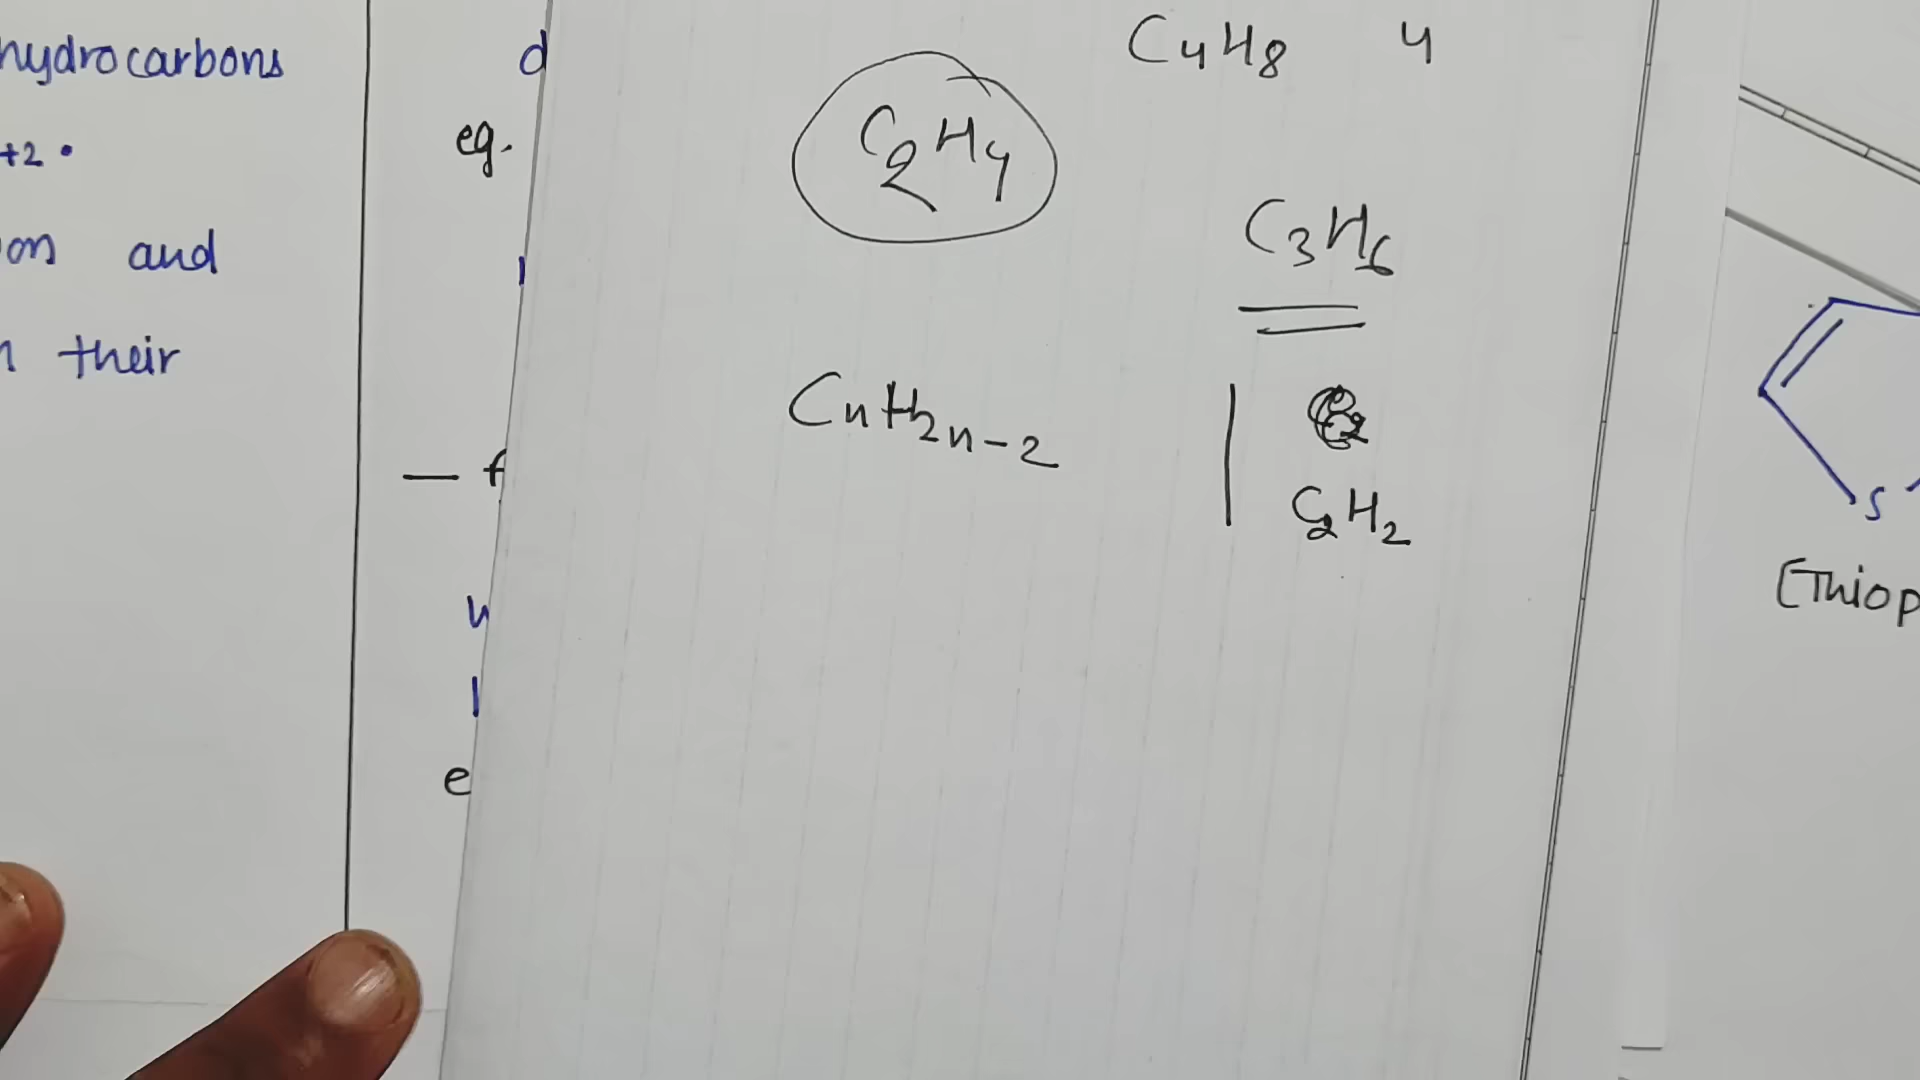 hydrocarbons
+2 .
on and
their
d
eg.
— f
e
C4H8 4
C2H4
C3H6
CnH2n-2
C2H2
S
[Thiop